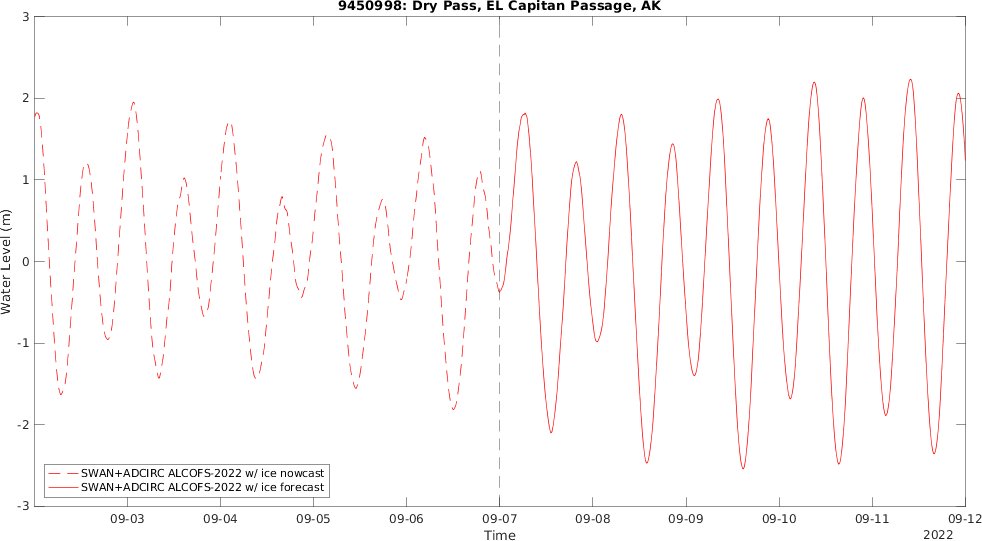 9450998: Dry Pass, EL Capitan Passage, AK
3
2
1
0
-1
-2
-3
Water Level (m)
SWAN+ADCIRC ALCOFS-2022 w/ ice nowcast
SWAN+ADCIRC ALCOFS-2022 w/ ice forecast
09-03 09-04 09-05 09-06 09-07 09-08 09-09 09-10 09-11 09-12
Time
2022